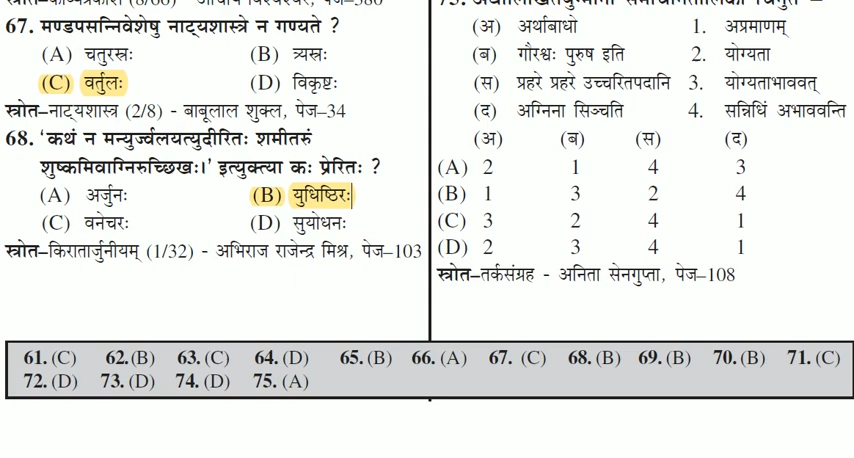 67. मण्डपसन्निवेशेषु नाट्यशास्त्रे न गण्यते ?
(A) चतुरस्रः (B) त्र्यस्रः
(C) वर्तुलः (D) विकृष्टः
स्त्रोत–नाट्यशास्त्र (2/8) - बाबूलाल शुक्ल, पेज–34
68. 'कथं न मन्युर्ज्वलयत्युदीरितः शमीतरुं
शुष्कमिवाग्निरुच्छिखः।' इत्युक्त्या कः प्रेरितः ?
(A) अर्जुनः (B) युधिष्ठिरः
(C) वनेचरः (D) सुयोधनः
स्त्रोत–किरातार्जुनीयम् (1/32) - अभिराज राजेन्द्र मिश्र, पेज–103
(अ) अर्थाबाधो 1. अप्रमाणम्
(ब) गौरश्वः पुरुष इति 2. योग्यता
(स) प्रहरे प्रहरे उच्चरितपदानि 3. योग्यताभाववत्
(द) अग्निना सिञ्चति 4. सन्निधिं अभाववन्ति
(अ) (ब) (स) (द)
(A) 2 1 4 3
(B) 1 3 2 4
(C) 3 2 4 1
(D) 2 3 4 1
स्त्रोत–तर्कसंग्रह - अनिता सेनगुप्ता, पेज–108
61. (C) 62. (B) 63. (C) 64. (D) 65. (B) 66. (A) 67. (C) 68. (B) 69. (B) 70. (B) 71. (C)
72. (D) 73. (D) 74. (D) 75. (A)